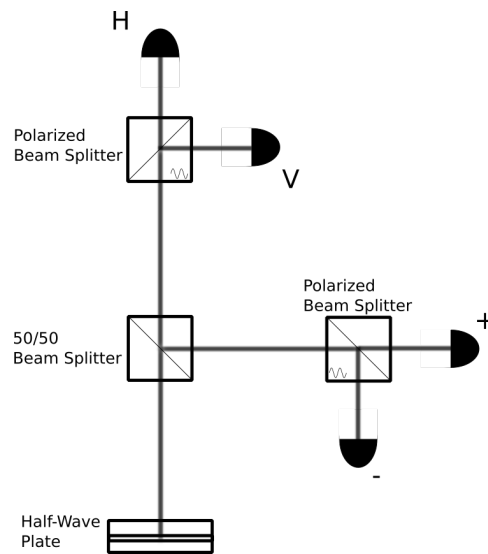 H
Polarized
Beam Splitter
V
Polarized
Beam Splitter
+
50/50
Beam Splitter
-
Half-Wave
Plate